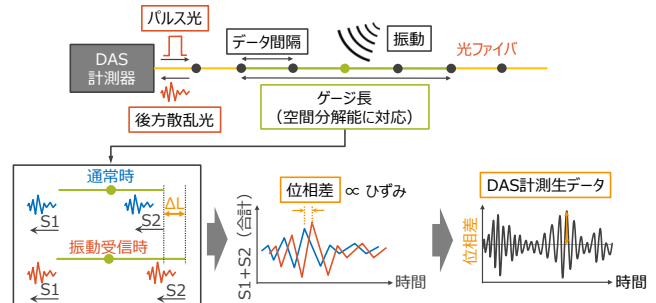 パルス光
データ間隔
振動
光ファイバ
DAS
計測器
後方散乱光
ゲージ長
(空間分解能に対応)
通常時
S1
S2
ΔL
振動受信時
S1
S2
位相差 ∝ ひずみ
S1+S2（合計）
時間
DAS計測生データ
位相差
時間